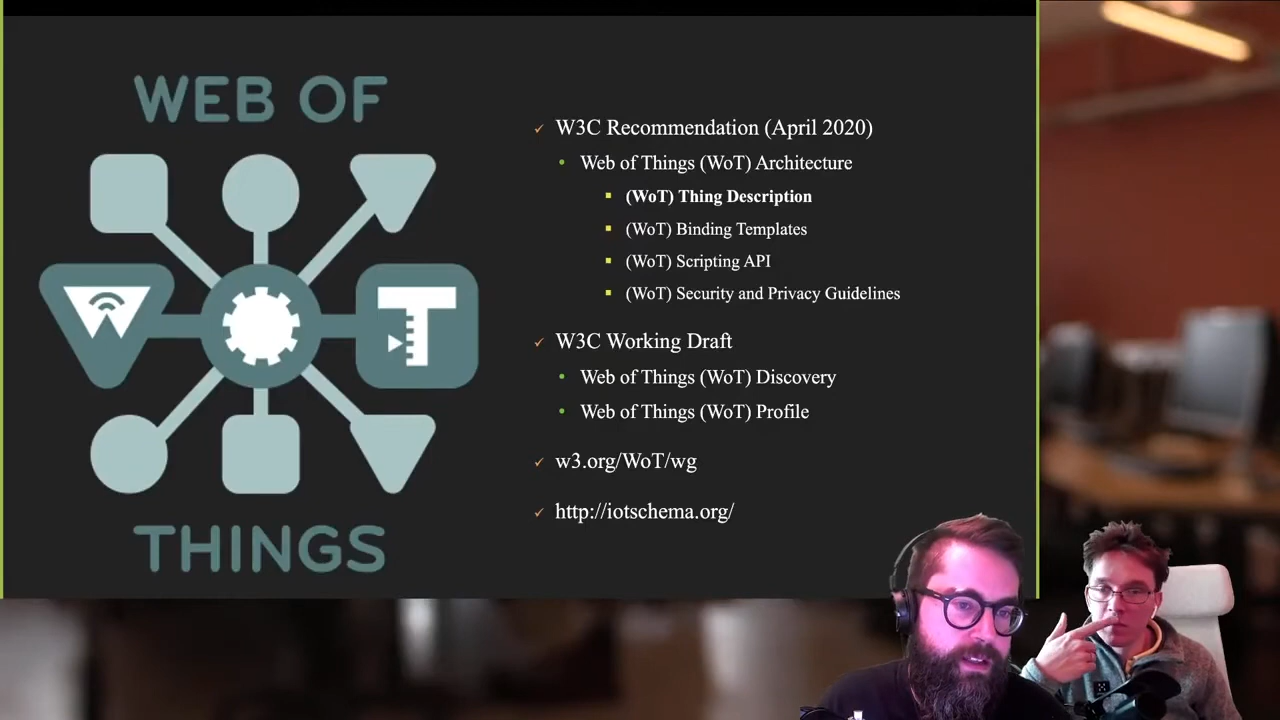 WEB OF
W T
THINGS
W3C Recommendation (April 2020)
Web of Things (WoT) Architecture
(WoT) Thing Description
(WoT) Binding Templates
(WoT) Scripting API
(WoT) Security and Privacy Guidelines
W3C Working Draft
Web of Things (WoT) Discovery
Web of Things (WoT) Profile
w3.org/WoT/wg
http://iotschema.org/